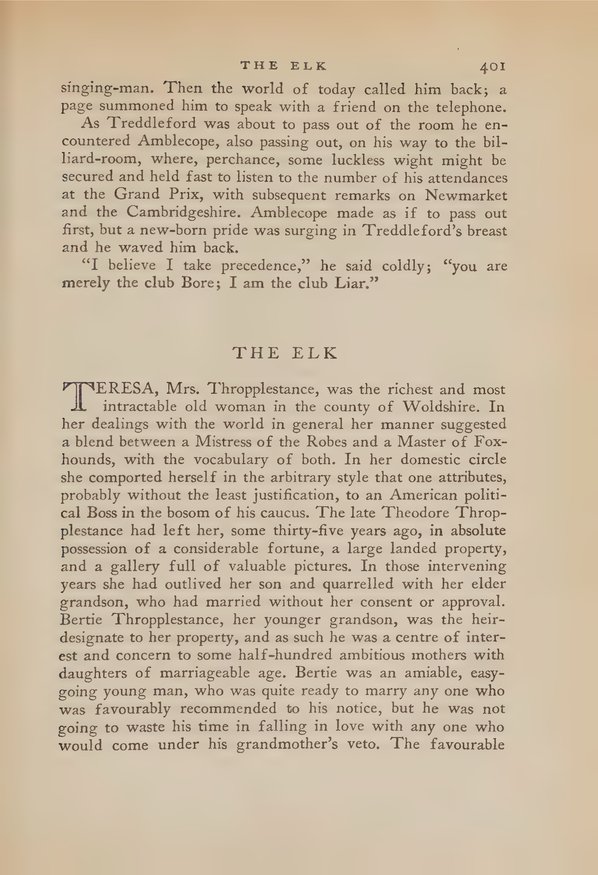 THE ELK 401
singing-man. Then the world of today called him back; a
page summoned him to speak with a friend on the telephone.
As Treddleford was about to pass out of the room he en-
countered Amblecope, also passing out, on his way to the bil-
liard-room, where, perchance, some luckless wight might be
secured and held fast to listen to the number of his attendances
at the Grand Prix, with subsequent remarks on Newmarket
and the Cambridgeshire. Amblecope made as if to pass out
first, but a new-born pride was surging in Treddleford's breast
and he waved him back.
“I believe I take precedence,” he said coldly; “you are
merely the club Bore; I am the club Liar.”
THE ELK
TERESA, Mrs. Thropplestance, was the richest and most
intractable old woman in the county of Woldshire. In
her dealings with the world in general her manner suggested
a blend between a Mistress of the Robes and a Master of Fox-
hounds, with the vocabulary of both. In her domestic circle
she comported herself in the arbitrary style that one attributes,
probably without the least justification, to an American politi-
cal Boss in the bosom of his caucus. The late Theodore Throp-
plestance had left her, some thirty-five years ago, in absolute
possession of a considerable fortune, a large landed property,
and a gallery full of valuable pictures. In those intervening
years she had outlived her son and quarrelled with her elder
grandson, who had married without her consent or approval.
Bertie Thropplestance, her younger grandson, was the heir-
designate to her property, and as such he was a centre of inter-
est and concern to some half-hundred ambitious mothers with
daughters of marriageable age. Bertie was an amiable, easy-
going young man, who was quite ready to marry any one who
was favourably recommended to his notice, but he was not
going to waste his time in falling in love with any one who
would come under his grandmother's veto. The favourable